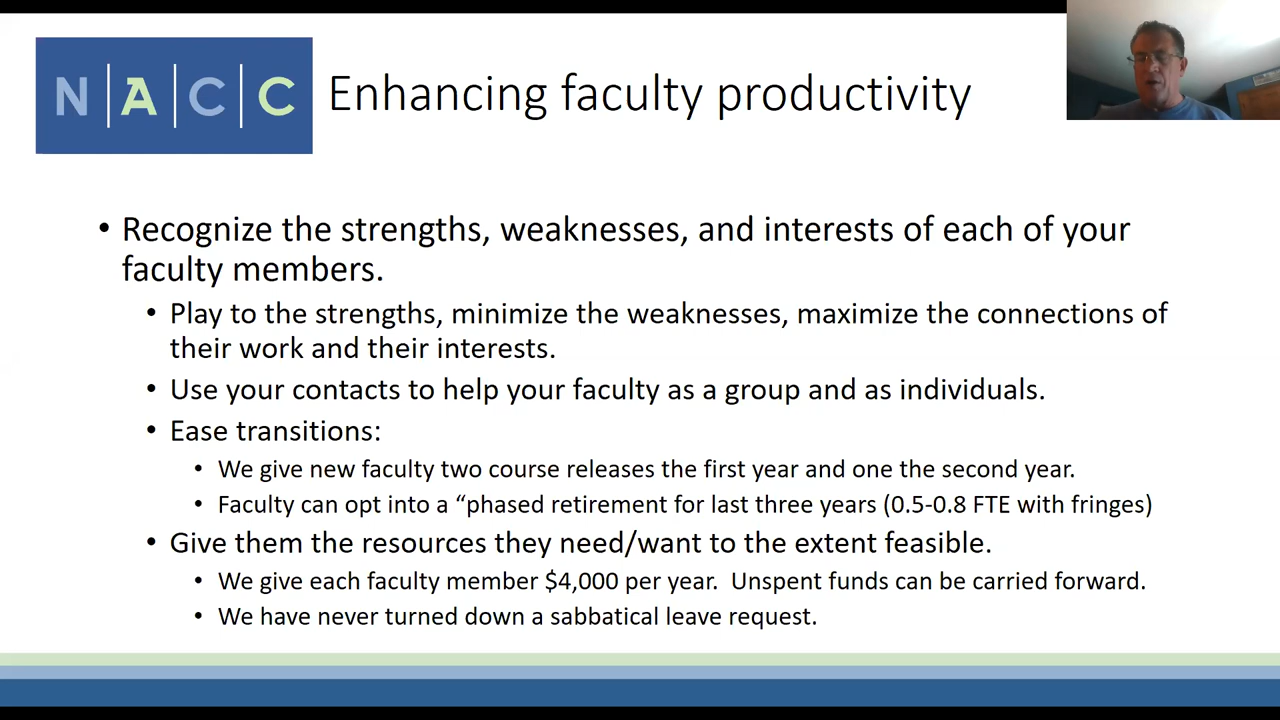 N|A|C|C
Enhancing faculty productivity
• Recognize the strengths, weaknesses, and interests of each of your
faculty members.
• Play to the strengths, minimize the weaknesses, maximize the connections of
their work and their interests.
• Use your contacts to help your faculty as a group and as individuals.
• Ease transitions:
• We give new faculty two course releases the first year and one the second year.
• Faculty can opt into a “phased retirement for last three years (0.5-0.8 FTE with fringes)
• Give them the resources they need/want to the extent feasible.
• We give each faculty member $4,000 per year. Unspent funds can be carried forward.
• We have never turned down a sabbatical leave request.